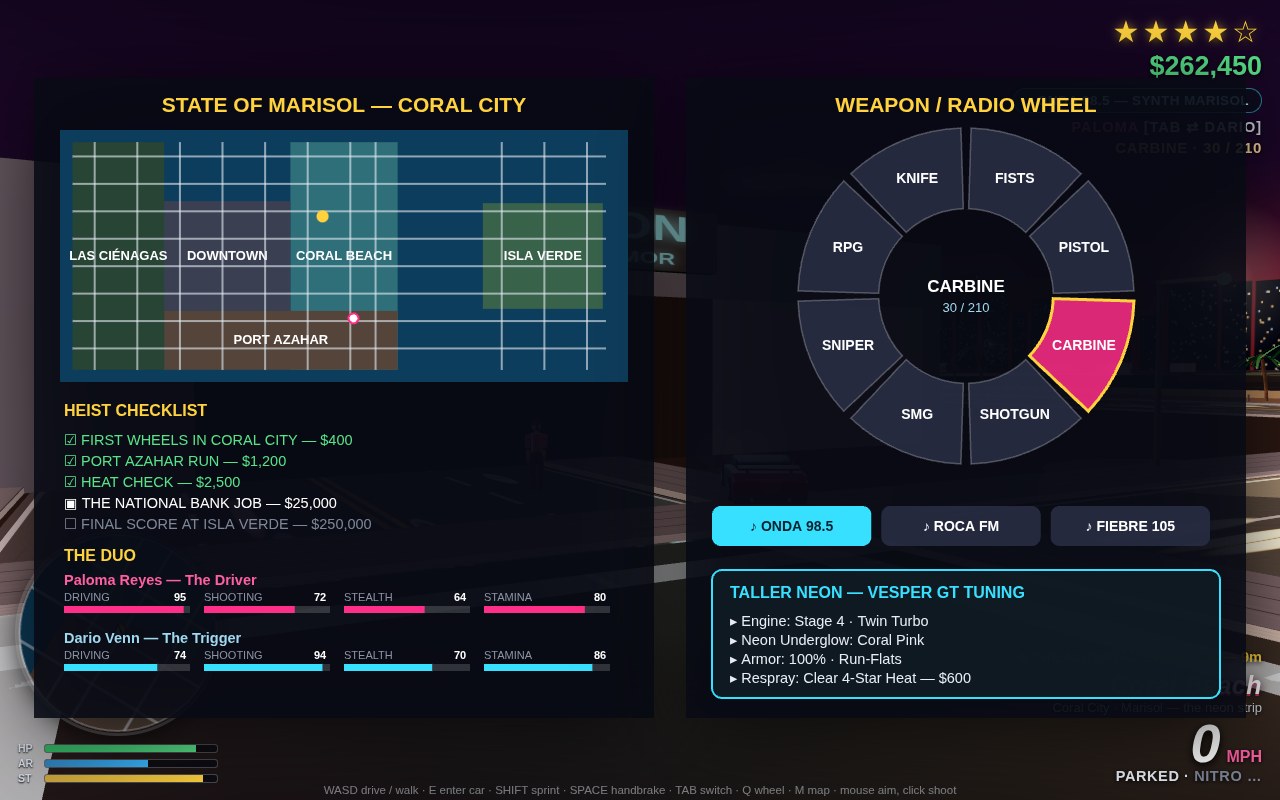 ★★★★☆
$262,450
STATE OF MARISOL — CORAL CITY
LAS CIÉNAGAS
DOWNTOWN
CORAL BEACH
ISLA VERDE
PORT AZAHAR
HEIST CHECKLIST
☑ FIRST WHEELS IN CORAL CITY — $400
☑ PORT AZAHAR RUN — $1,200
☑ HEAT CHECK — $2,500
▣ THE NATIONAL BANK JOB — $25,000
☐ FINAL SCORE AT ISLA VERDE — $250,000
THE DUO
Paloma Reyes — The Driver
DRIVING 95 SHOOTING 72 STEALTH 64 STAMINA 80
Dario Venn — The Trigger
DRIVING 74 SHOOTING 94 STEALTH 70 STAMINA 86
WEAPON / RADIO WHEEL
98.5 — SYNTH MARISOL
PALOMA [TAB ⇄ DARIO]
CARBINE · 30 / 210
KNIFE
FISTS
RPG
PISTOL
CARBINE
30 / 210
SNIPER
CARBINE
SMG
SHOTGUN
♪ ONDA 98.5
♪ ROCA FM
♪ FIEBRE 105
TALLER NEON — VESPER GT TUNING
▸ Engine: Stage 4 · Twin Turbo
▸ Neon Underglow: Coral Pink
▸ Armor: 100% · Run-Flats
▸ Respray: Clear 4-Star Heat — $600
Coral City · Marisol — the neon strip
HP
AR
ST
0 MPH
PARKED · NITRO ...
WASD drive / walk · E enter car · SHIFT sprint · SPACE handbrake · TAB switch · Q wheel · M map · mouse aim, click shoot